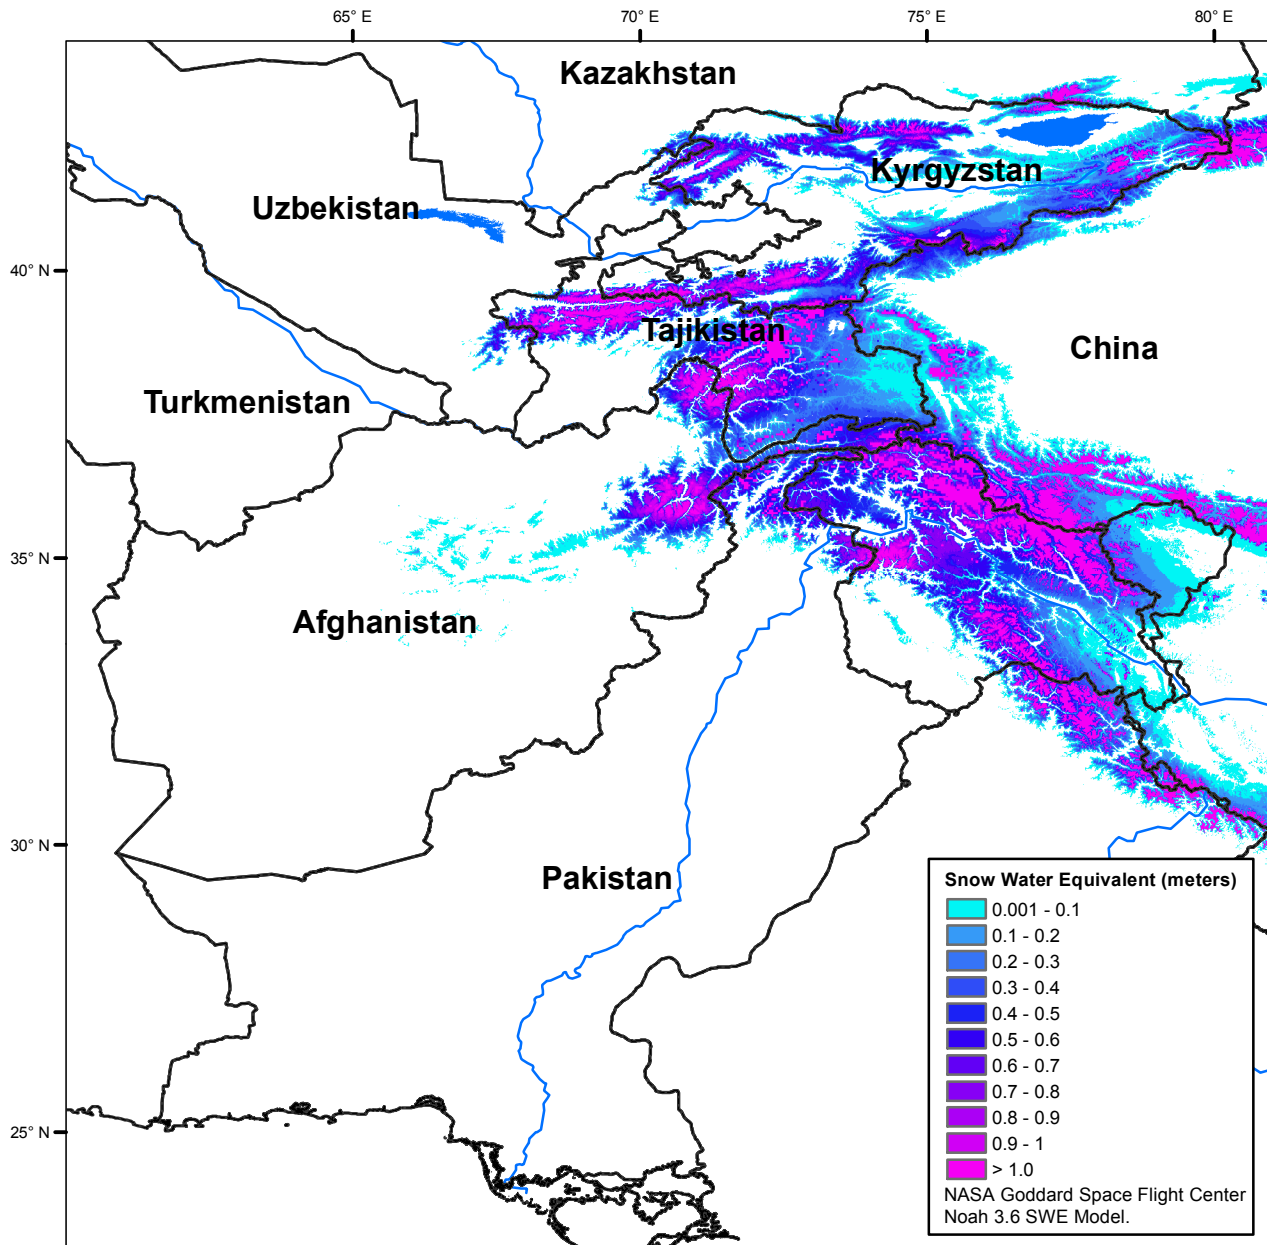 65° E
70° E
75° E
80° E
Kazakhstan
Kyrgyzstan
Uzbekistan
40° N
Tajikistan
China
Turkmenistan
35° N
Afghanistan
30° N
Pakistan
25° N
Snow Water Equivalent (meters)
0.001 - 0.1
0.1 - 0.2
0.2 - 0.3
0.3 - 0.4
0.4 - 0.5
0.5 - 0.6
0.6 - 0.7
0.7 - 0.8
0.8 - 0.9
0.9 - 1
> 1.0
NASA Goddard Space Flight Center
Noah 3.6 SWE Model.